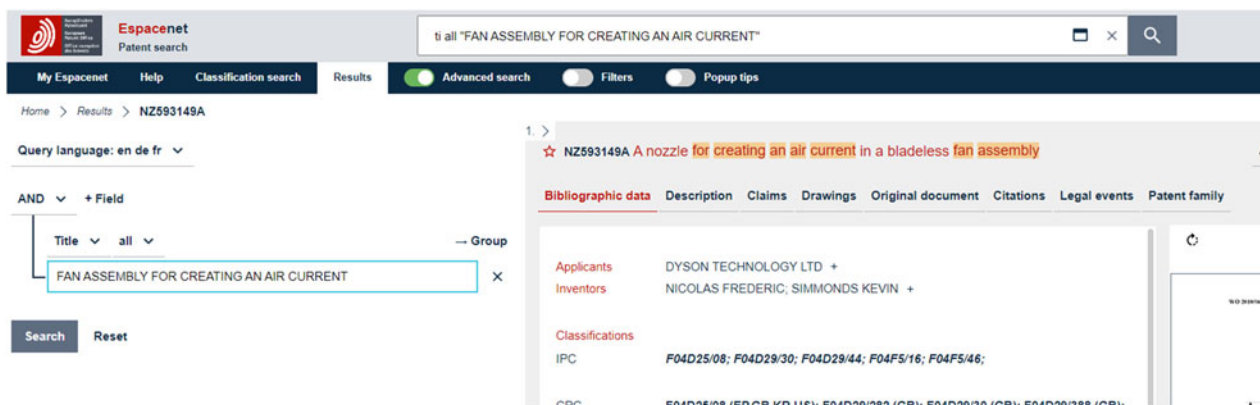 Espacenet
Patent search
ti all "FAN ASSEMBLY FOR CREATING AN AIR CURRENT"
My Espacenet Help Classification search Results Advanced search Filters Popup tips
Home > Results > NZ593149A
Query language: en de fr
AND + Field
Title all → Group
FAN ASSEMBLY FOR CREATING AN AIR CURRENT
Search Reset
1. >
NZ593149A A nozzle for creating an air current in a bladeless fan assembly
Bibliographic data Description Claims Drawings Original document Citations Legal events Patent family
Applicants DYSON TECHNOLOGY LTD +
Inventors NICOLAS FREDERIC; SIMMONDS KEVIN +
Classifications
IPC F04D25/08; F04D29/30; F04D29/44; F04F5/16; F04F5/46;